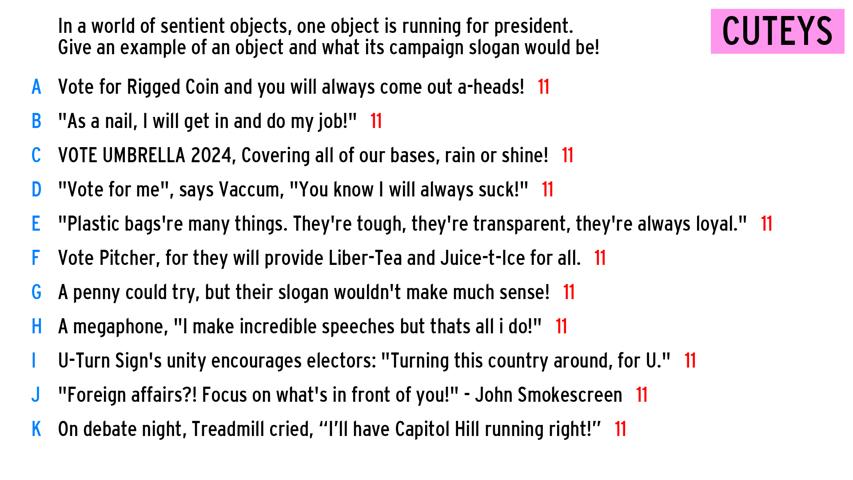 In a world of sentient objects, one object is running for president.
Give an example of an object and what its campaign slogan would be!
CUTEYS
A Vote for Rigged Coin and you will always come out a-heads! 11
B "As a nail, I will get in and do my job!" 11
C VOTE UMBRELLA 2024, Covering all of our bases, rain or shine! 11
D "Vote for me", says Vaccum, "You know I will always suck!" 11
E "Plastic bags're many things. They're tough, they're transparent, they're always loyal." 11
F Vote Pitcher, for they will provide Liber-Tea and Juice-t-Ice for all. 11
G A penny could try, but their slogan wouldn't make much sense! 11
H A megaphone, "I make incredible speeches but thats all i do!" 11
I U-Turn Sign's unity encourages electors: "Turning this country around, for U." 11
J "Foreign affairs?! Focus on what's in front of you!" - John Smokescreen 11
K On debate night, Treadmill cried, “I’ll have Capitol Hill running right!” 11